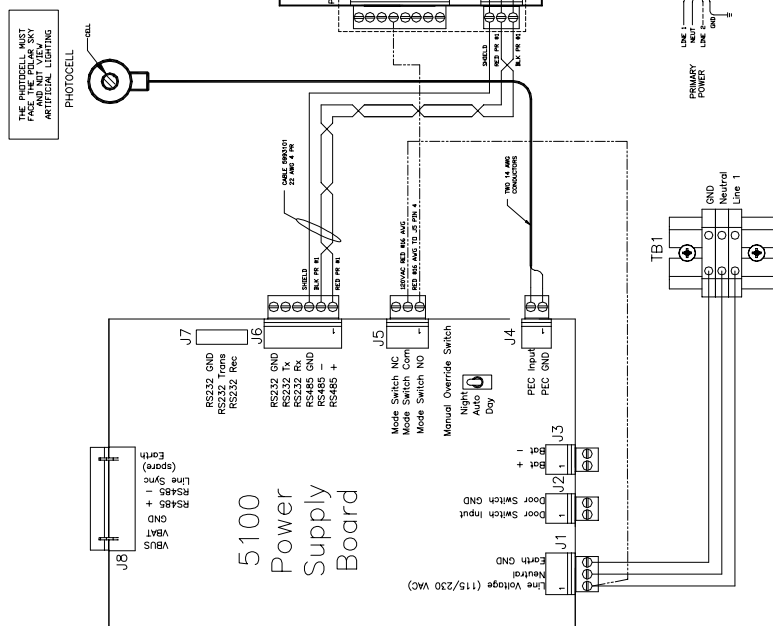 THE PHOTOCELL MUST
FACE THE POLAR SKY
AND NOT VIEW
ARTIFICIAL LIGHTING
PHOTOCELL
CELL
SHIELD
RED PR #1
BLK PR #1
LINE 1
NEUT
LINE 2
GND
PRIMARY
POWER
CABLE
22 AWG 4 PR
SHIELD
BLK PR #1
RED PR #1
120VAC RED #16 AWG
RED #16 AWG TO J5 PIN 4
TWO 14 AWG
CONDUCTORS
TB1
GND
Neutral
Line 1
J7
RS232 GND
RS232 Trans
RS232 Rec
J6
1
RS232 GND
RS232 Tx
RS232 Rx
RS485 GND
RS485 -
RS485 +
J5
1
Mode Switch NC
Mode Switch Com
Mode Switch NO
Manual Override Switch
Night
Auto
Day
J4
1
PEC Input
PEC GND
J8
Earth
(spare)
Line Sync
RS485 -
RS485 +
GND
VBAT
VBUS
5100
Power
Supply
Board
J3
1
Bat -
Bat +
J2
1
Door Switch GND
Door Switch Input
J1
1
Earth GND
Neutral
Line Voltage (115/230 VAC)